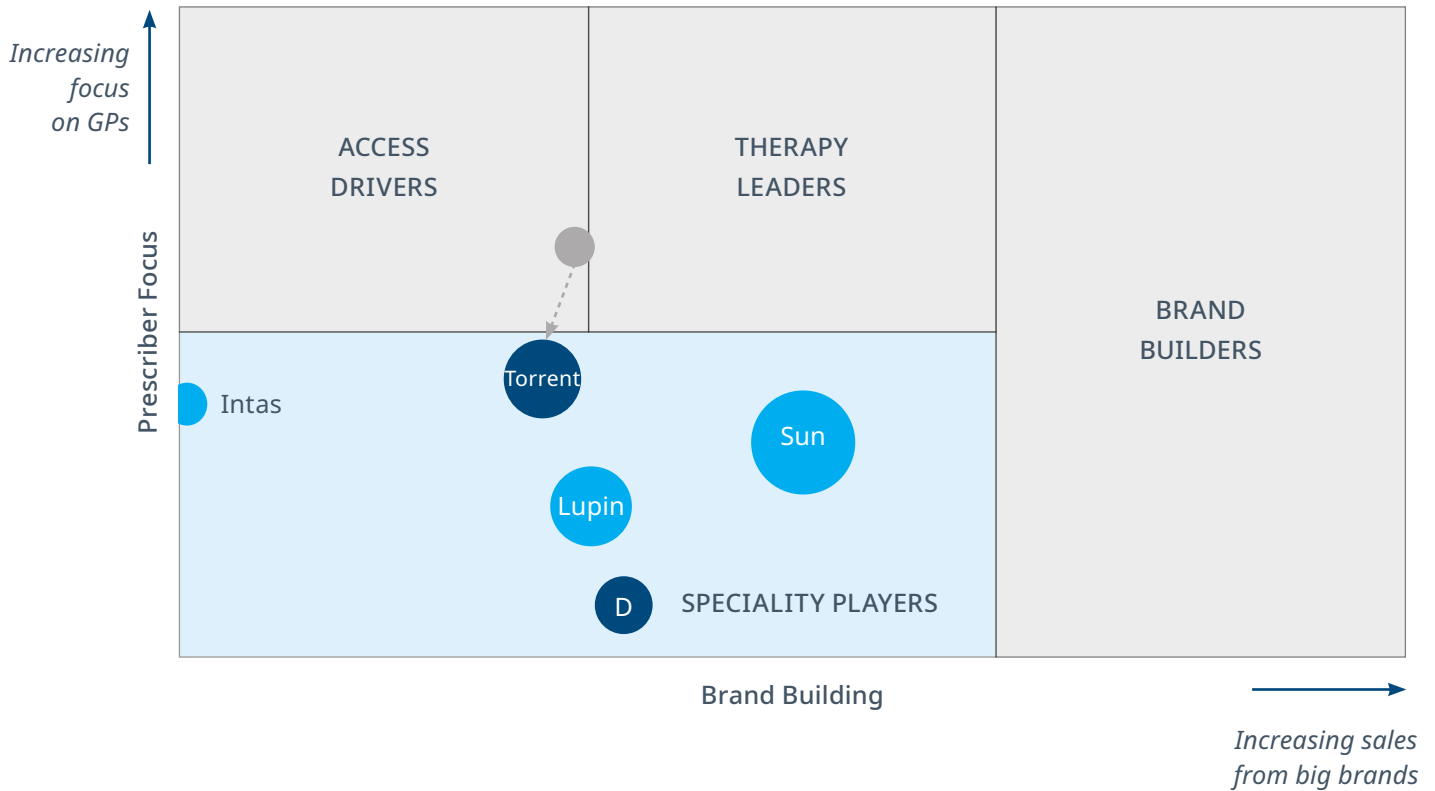 Increasing
focus
on GPs
Prescriber Focus
ACCESS
DRIVERS
THERAPY
LEADERS
BRAND
BUILDERS
Torrent
Intas
Sun
Lupin
D
SPECIALITY PLAYERS
Brand Building
Increasing sales
from big brands